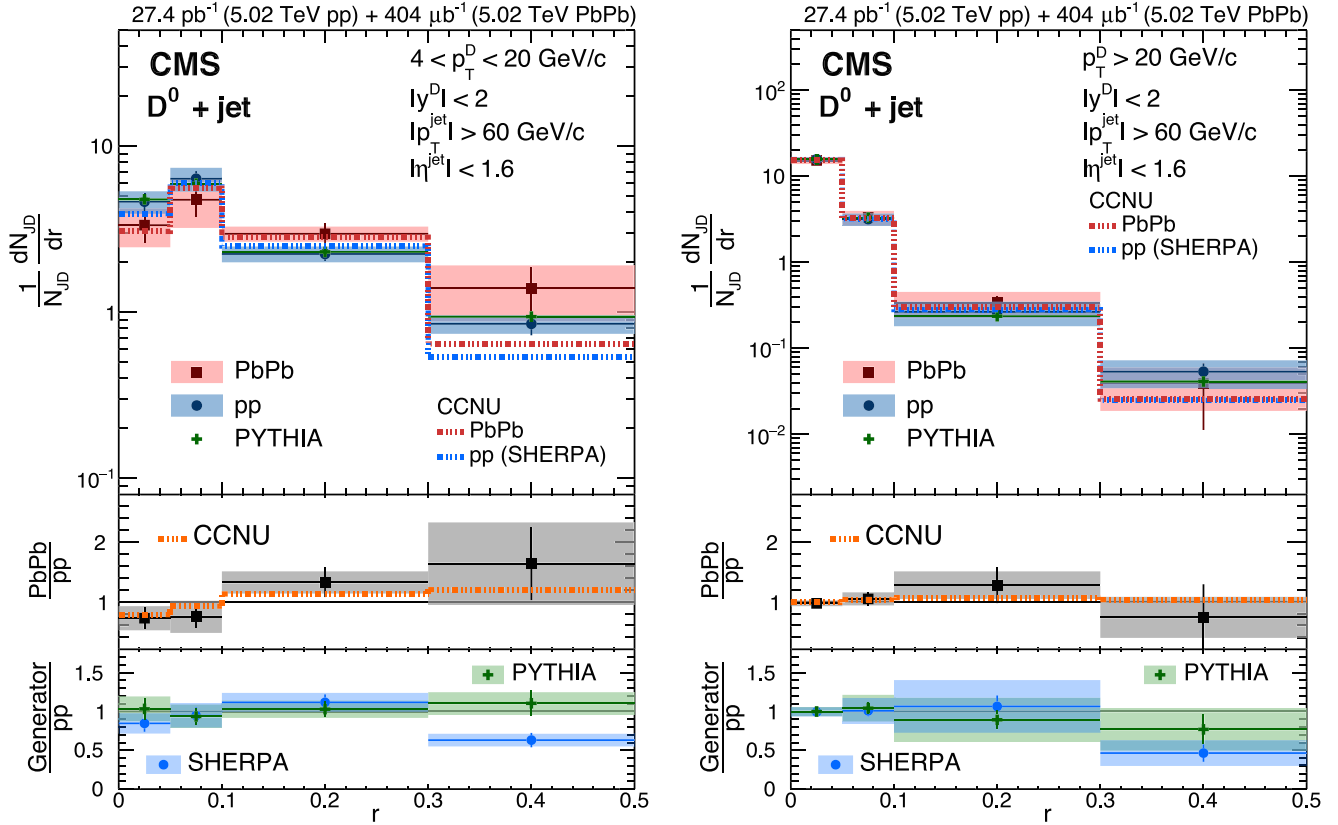 27.4 pb⁻¹ (5.02 TeV pp) + 404 μb⁻¹ (5.02 TeV PbPb)
CMS
D⁰ + jet
4 < p_T^D < 20 GeV/c
|y^D| < 2
|p_T^jet| > 60 GeV/c
|η^jet| < 1.6
10
1
10⁻¹
1/N_JD dN_JD/dr
PbPb
pp
PYTHIA
CCNU
PbPb
pp (SHERPA)
PbPb/pp
2
1
CCNU
Generator/pp
1.5
1
0.5
0
PYTHIA
SHERPA
0 0.1 0.2 0.3 0.4 0.5
r
27.4 pb⁻¹ (5.02 TeV pp) + 404 μb⁻¹ (5.02 TeV PbPb)
CMS
D⁰ + jet
p_T^D > 20 GeV/c
|y^D| < 2
|p_T^jet| > 60 GeV/c
|η^jet| < 1.6
CCNU
PbPb
pp (SHERPA)
10²
10
1
10⁻¹
10⁻²
1/N_JD dN_JD/dr
PbPb
pp
PYTHIA
PbPb/pp
2
1
CCNU
Generator/pp
1.5
1
0.5
0
PYTHIA
SHERPA
0 0.1 0.2 0.3 0.4 0.5
r